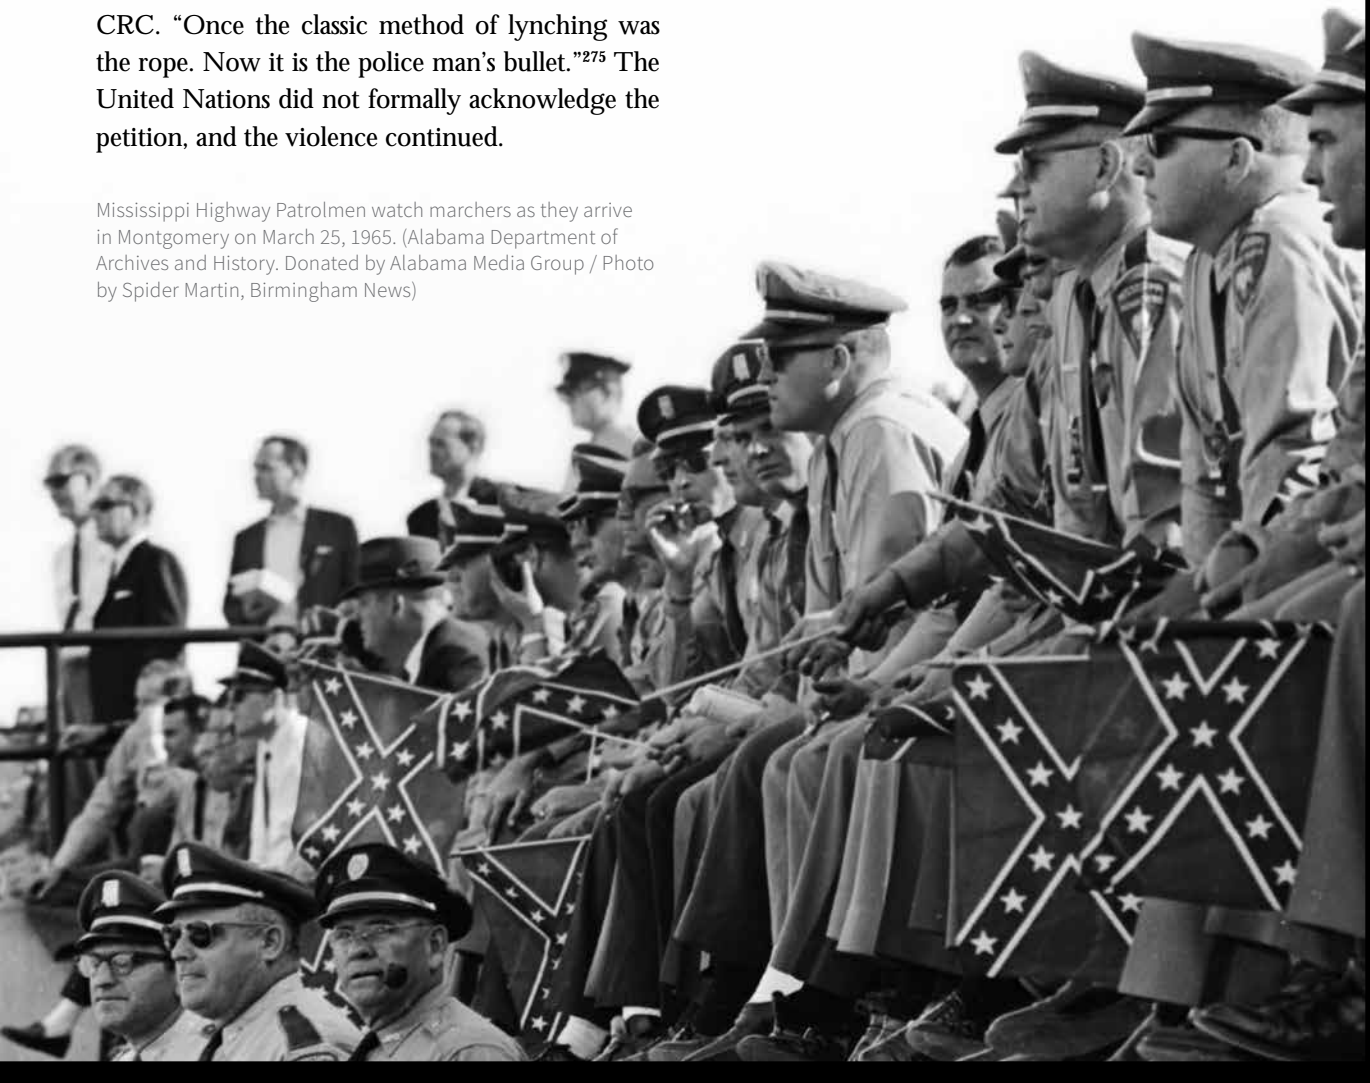 CRC. “Once the classic method of lynching was
the rope. Now it is the police man’s bullet.”275 The
United Nations did not formally acknowledge the
petition, and the violence continued.
Mississippi Highway Patrolmen watch marchers as they arrive
in Montgomery on March 25, 1965. (Alabama Department of
Archives and History. Donated by Alabama Media Group / Photo
by Spider Martin, Birmingham News)